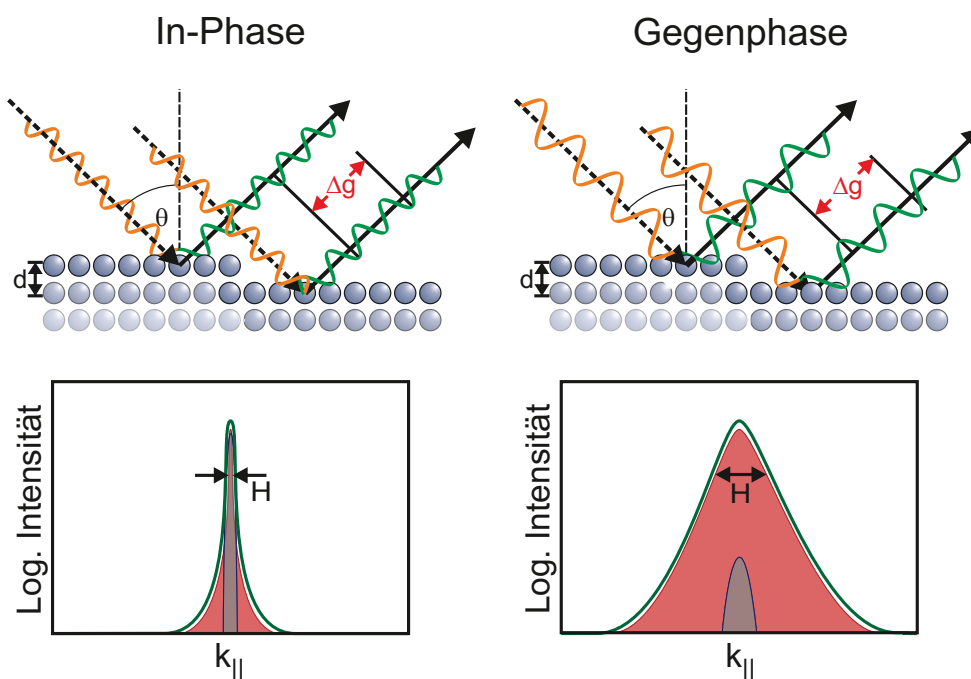 In-Phase
Gegenphase
Δg
θ
d
Δg
θ
d
Log. Intensität
H
k||
Log. Intensität
H
k||